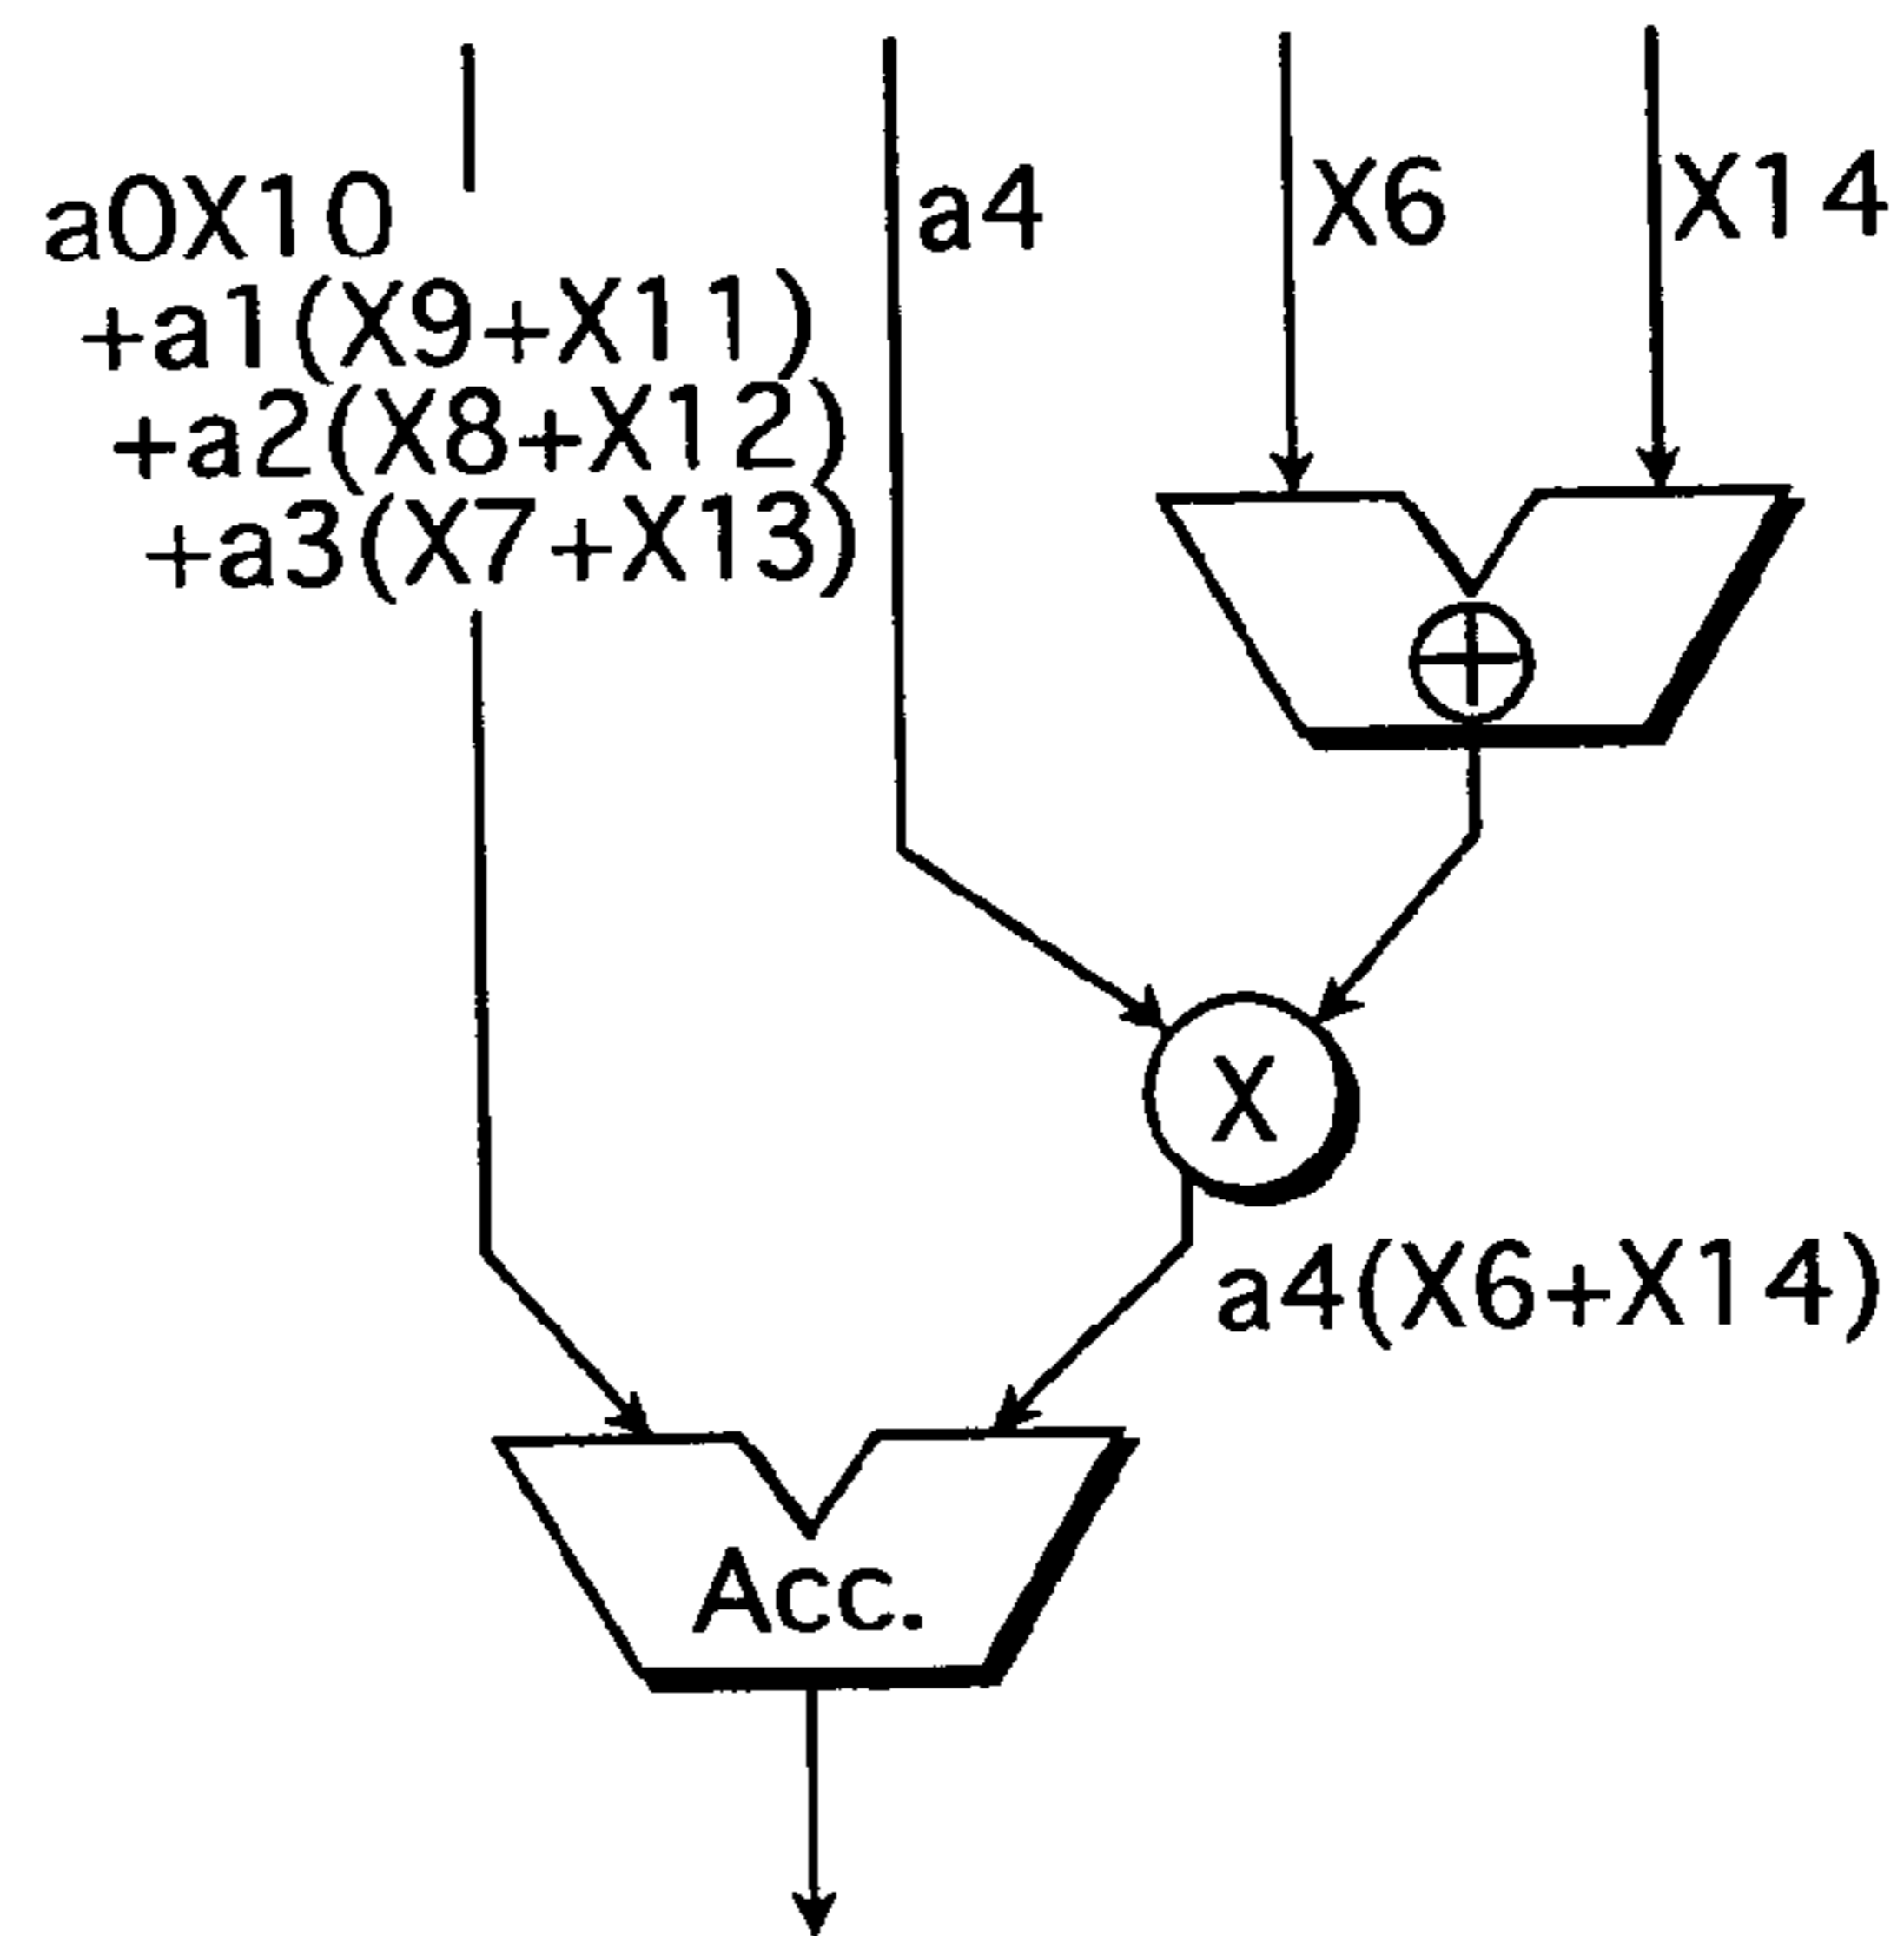 a0X10
+a1(X9+X11)
+a2(X8+X12)
+a3(X7+X13)
a4
X6
X14
X
a4(X6+X14)
Acc.